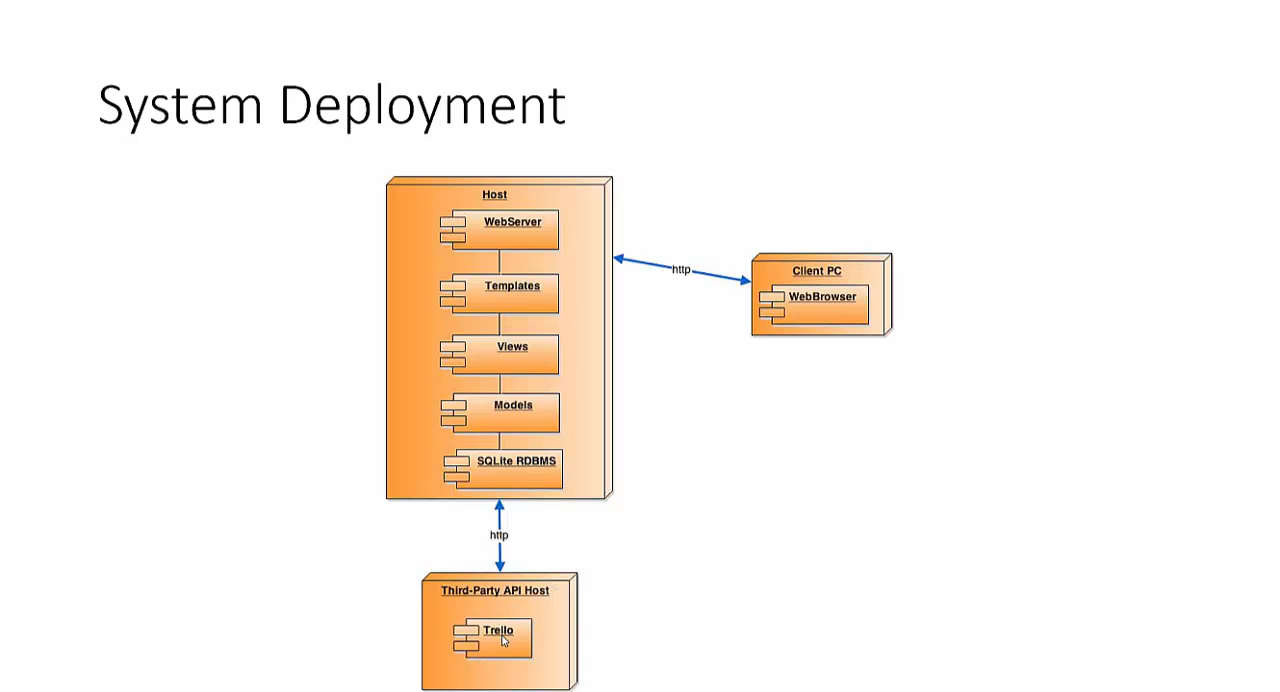 System Deployment
Host
WebServer
Templates
Views
Models
SQLite RDBMS
http
Client PC
WebBrowser
http
Third-Party API Host
Trello